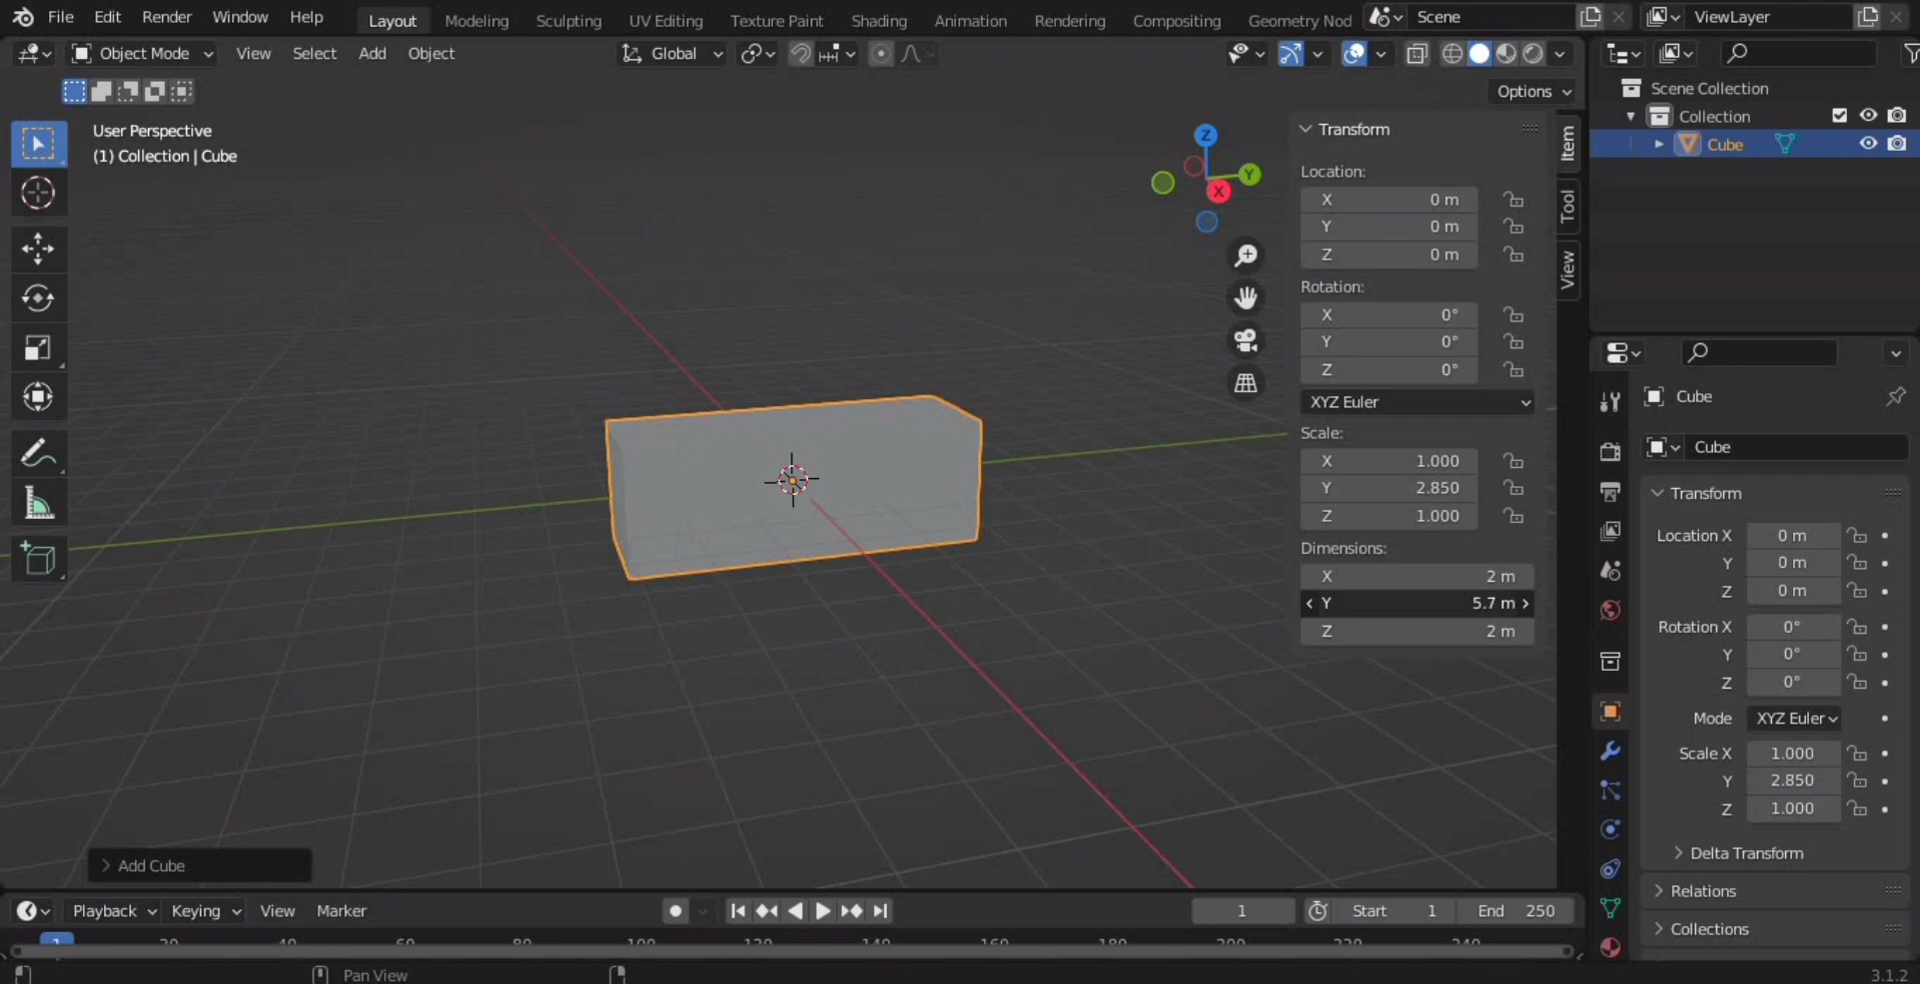 File Edit Render Window Help Layout Modeling Sculpting UV Editing Texture Paint Shading Animation Rendering Compositing Geometry Nod Scene ViewLayer
Object Mode View Select Add Object Global
Options
User Perspective
(1) Collection | Cube
Z
Y
X
Transform
Location:
X 0 m
Y 0 m
Z 0 m
Rotation:
X 0°
Y 0°
Z 0°
XYZ Euler
Scale:
X 1.000
Y 2.850
Z 1.000
Dimensions:
X 2 m
Y 5.7 m
Z 2 m
Item
Tool
View
Scene Collection
Collection
Cube
Cube
Cube
Transform
Location X 0 m
Y 0 m
Z 0 m
Rotation X 0°
Y 0°
Z 0°
Mode XYZ Euler
Scale X 1.000
Y 2.850
Z 1.000
Delta Transform
Relations
Collections
Add Cube
Playback Keying View Marker 1 Start 1 End 250
1 20 40 60 80 100 120 140 160 180 200 220 240
Pan View 3.1.2